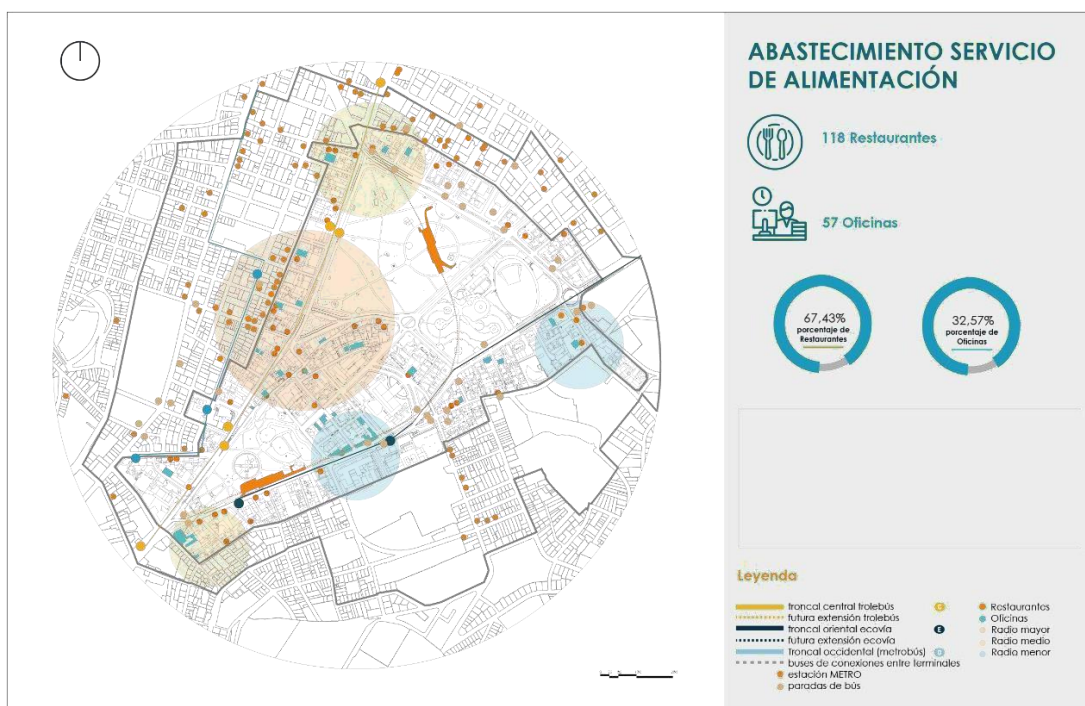 ABASTECIMIENTO SERVICIO
DE ALIMENTACIÓN
118 Restaurantes
57 Oficinas
67,43%
porcentaje de
Restaurantes
32,57%
porcentaje de
Oficinas
Leyenda
troncal central trolebús
futura extensión trolebús
troncal oriental ecovía
futura extensión ecovía
Troncal occidental (metrobús)
buses de conexiones entre terminales
estación METRO
paradas de bús
C
E
Restaurantes
Oficinas
Radio mayor
Radio medio
Radio menor